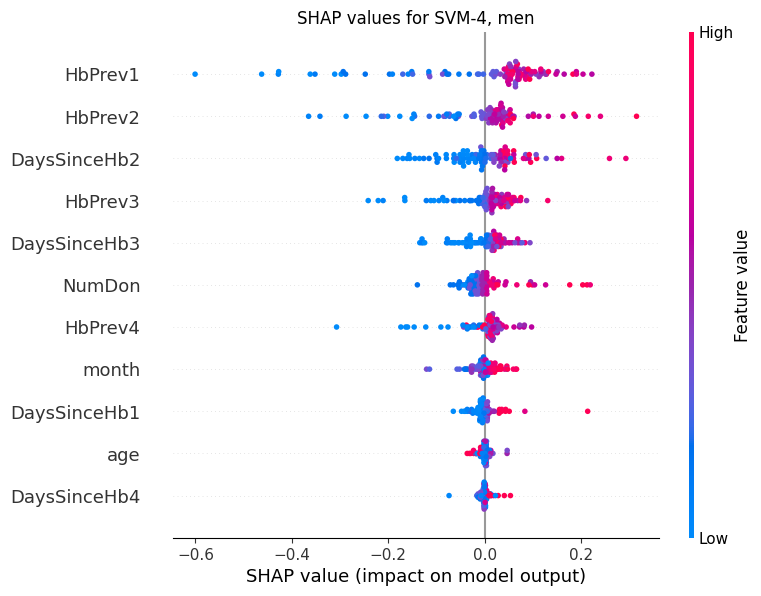 SHAP values for SVM-4, men
High
HbPrev1
HbPrev2
DaysSinceHb2
HbPrev3
DaysSinceHb3
NumDon
HbPrev4
month
DaysSinceHb1
age
DaysSinceHb4
Feature value
Low
−0.6 −0.4 −0.2 0.0 0.2
SHAP value (impact on model output)